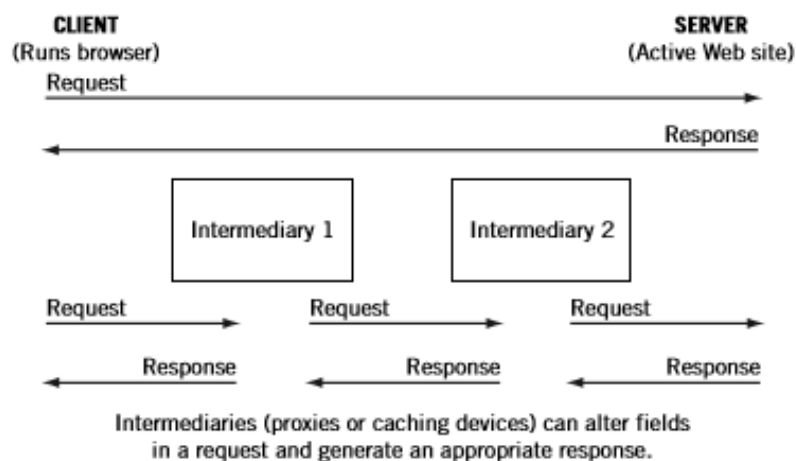 CLIENT
(Runs browser)
SERVER
(Active Web site)
Request
Response
Intermediary 1
Intermediary 2
Request
Request
Request
Response
Response
Response
Intermediaries (proxies or caching devices) can alter fields
in a request and generate an appropriate response.